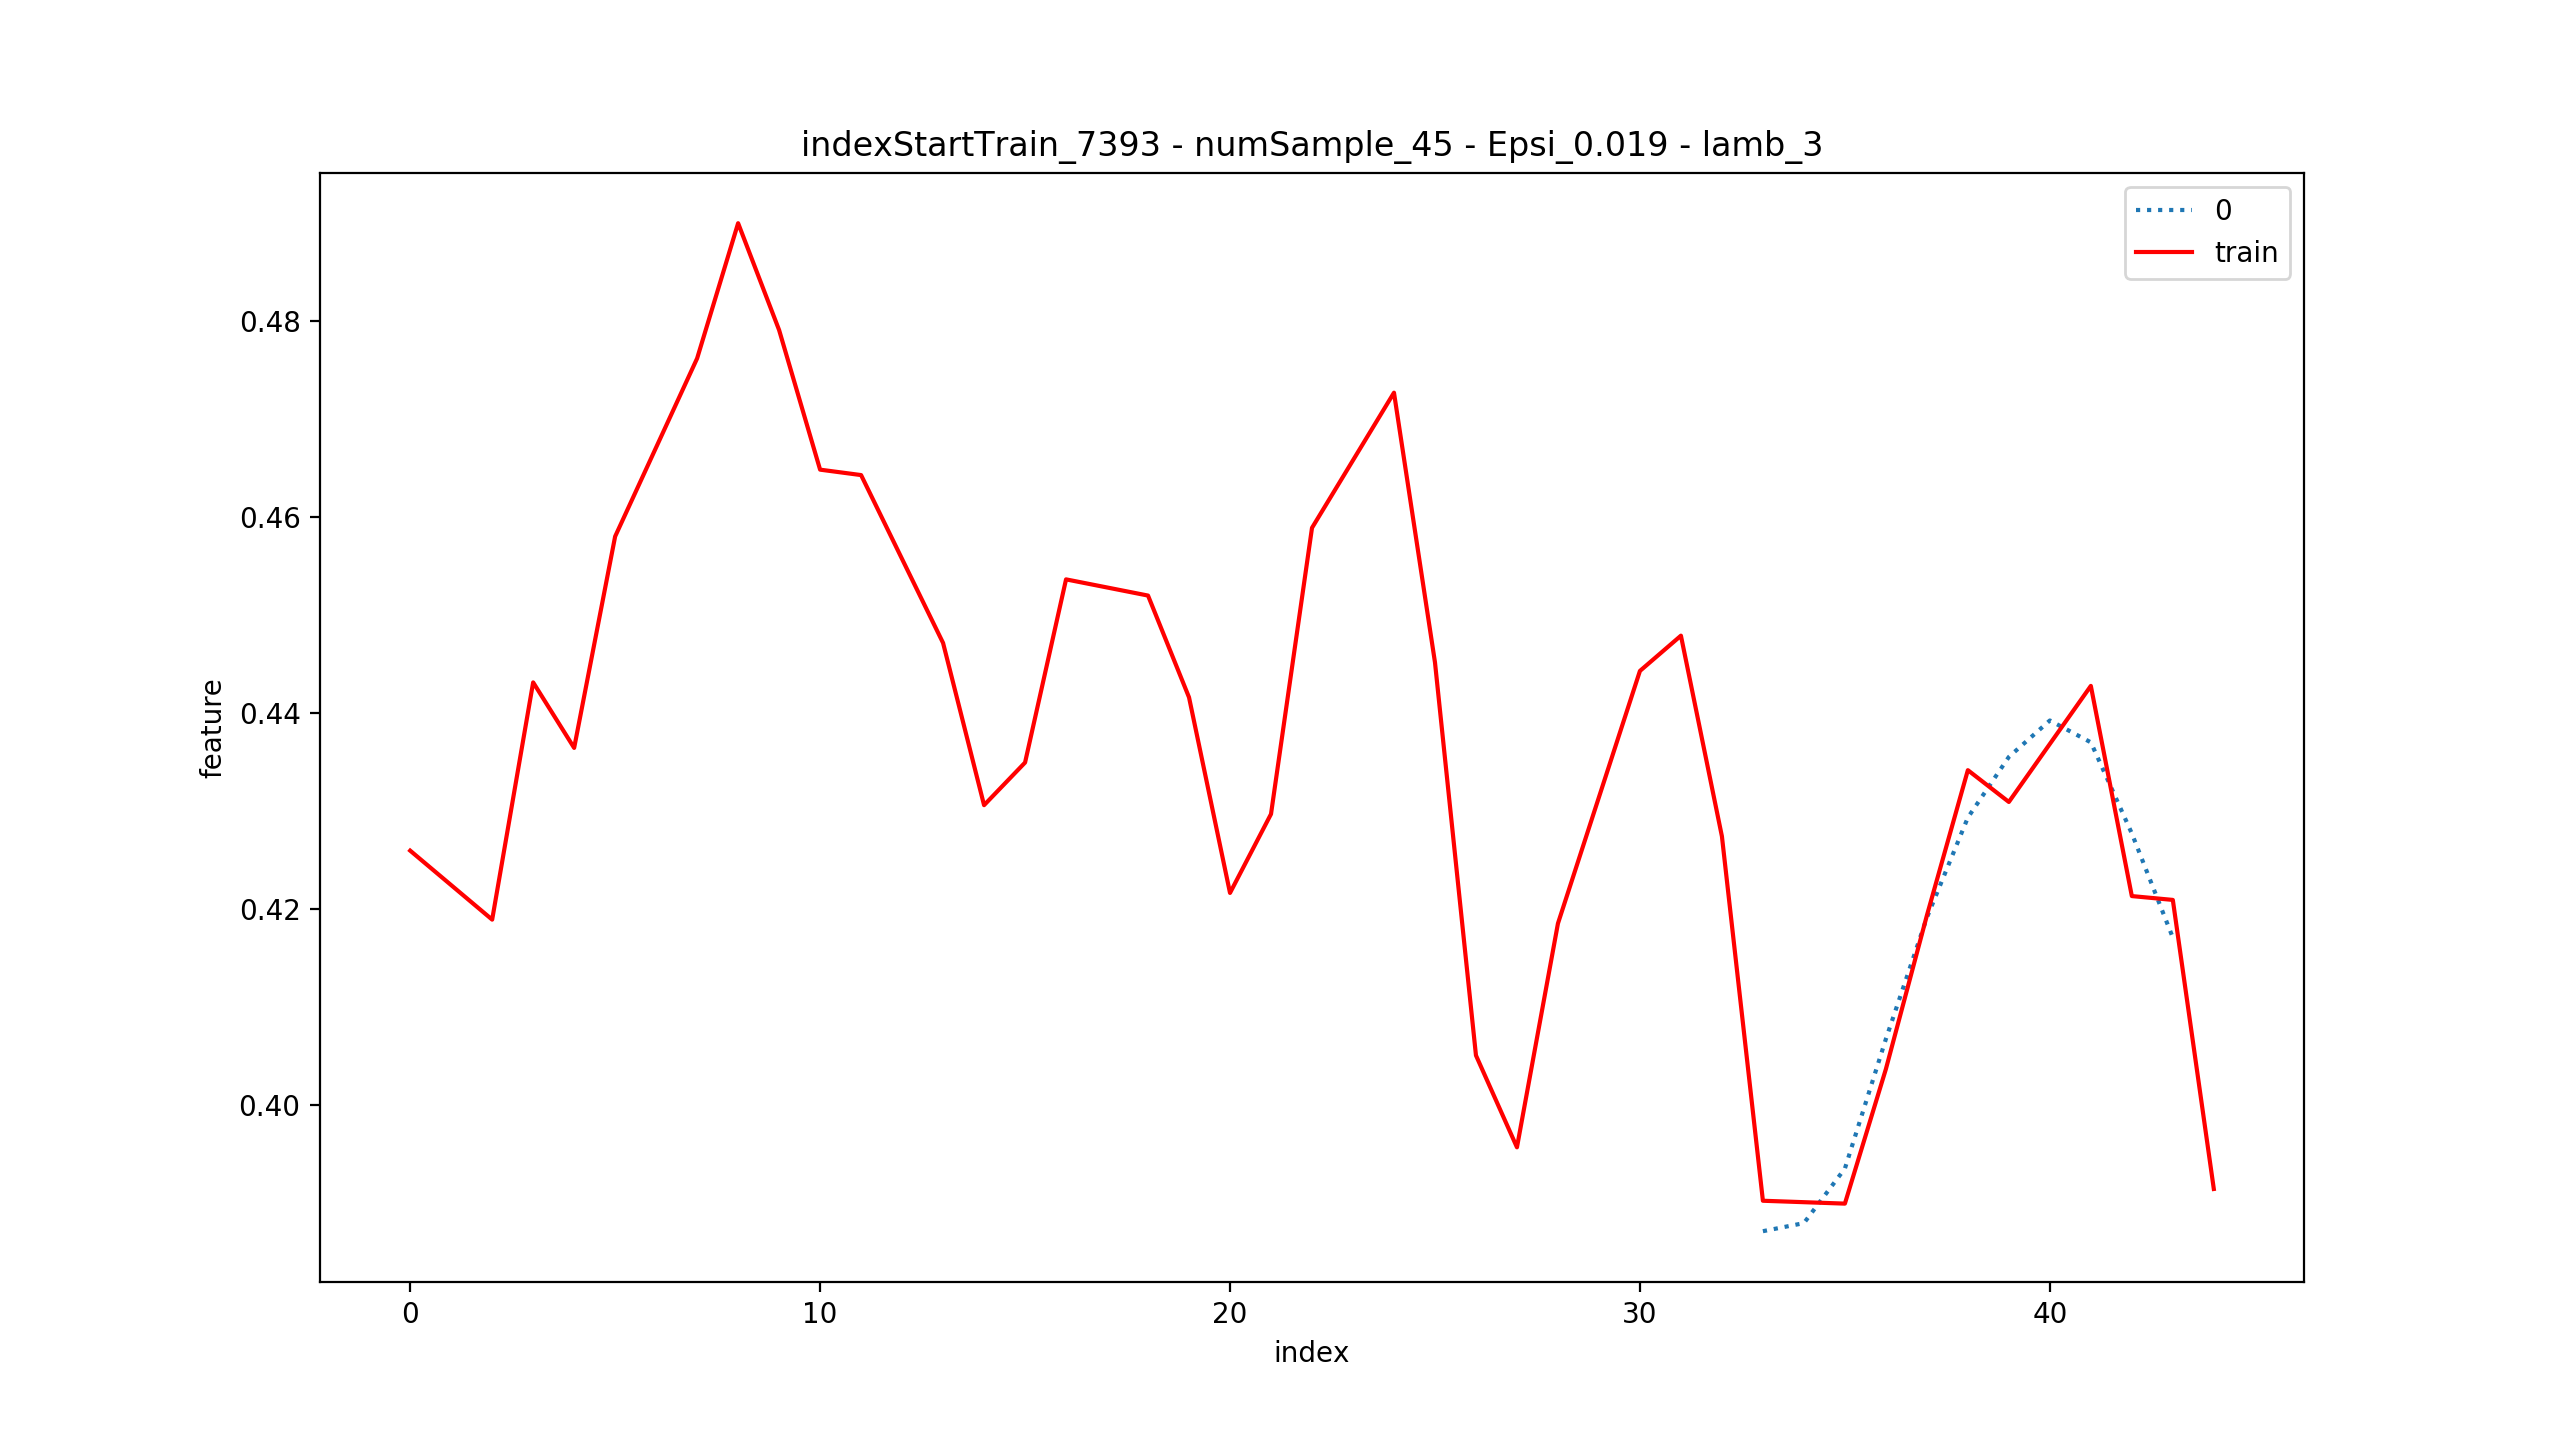 indexStartTrain_7393 - numSample_45 - Epsi_0.019 - lamb_3
0
train
0.48
0.46
0.44
0.42
0.40
feature
0 10 20 30 40
index